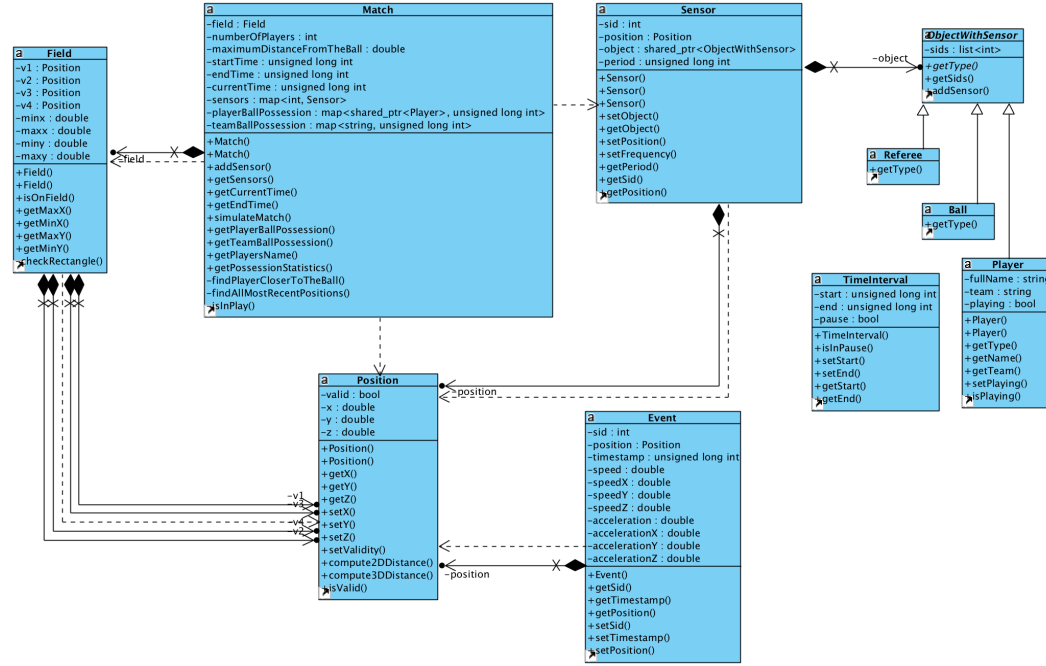 a
Field
-v1 : Position
-v2 : Position
-v3 : Position
-v4 : Position
-minx : double
-maxx : double
-miny : double
-maxy : double
+Field()
+Field()
+isOnField()
+getMaxX()
+getMinX()
+getMaxY()
+getMinY()
-checkRectangle()
a
Match
-field : Field
-numberOfPlayers : int
-maximumDistanceFromTheBall : double
-startTime : unsigned long int
-endTime : unsigned long int
-currentTime : unsigned long int
-sensors : map<int, Sensor>
-playerBallPossession : map<shared_ptr<Player>, unsigned long int>
-teamBallPossession : map<string, unsigned long int>
+Match()
+Match()
+addSensor()
+getSensors()
+getCurrentTime()
+getEndTime()
+simulateMatch()
+getPlayerBallPossession()
+getTeamBallPossession()
+getPlayersName()
+getPossessionStatistics()
-findPlayerCloserToTheBall()
-findAllMostRecentPositions()
isInPlay()
-field
a
Sensor
-sid : int
-position : Position
-object : shared_ptr<ObjectWithSensor>
-period : unsigned long int
+Sensor()
+Sensor()
+Sensor()
+setObject()
+getObject()
+setPosition()
+setFrequency()
+getPeriod()
+getSid()
+getPosition()
-object
a
ObjectWithSensor
-sids : list<int>
+getType()
+getSids()
+addSensor()
a
Referee
+getType()
a
Ball
+getType()
a
Player
-fullName : string
-team : string
-playing : bool
+Player()
+Player()
+getType()
+getName()
+getTeam()
+setPlaying()
+isPlaying()
a
TimeInterval
-start : unsigned long int
-end : unsigned long int
-pause : bool
+TimeInterval()
+isInPause()
+setStart()
+setEnd()
+getStart()
+getEnd()
a
Position
-valid : bool
-x : double
-y : double
-z : double
+Position()
+Position()
+getX()
+getY()
+getZ()
+setX()
+setY()
+setZ()
+setValidity()
+compute2DDistance()
+compute3DDistance()
+isValid()
-v1
-v3
-v4
-v2
-position
-position
a
Event
-sid : int
-position : Position
-timestamp : unsigned long int
-speed : double
-speedX : double
-speedY : double
-speedZ : double
-acceleration : double
-accelerationX : double
-accelerationY : double
-accelerationZ : double
+Event()
+getSid()
+getTimestamp()
+getPosition()
+setSid()
+setTimestamp()
+setPosition()